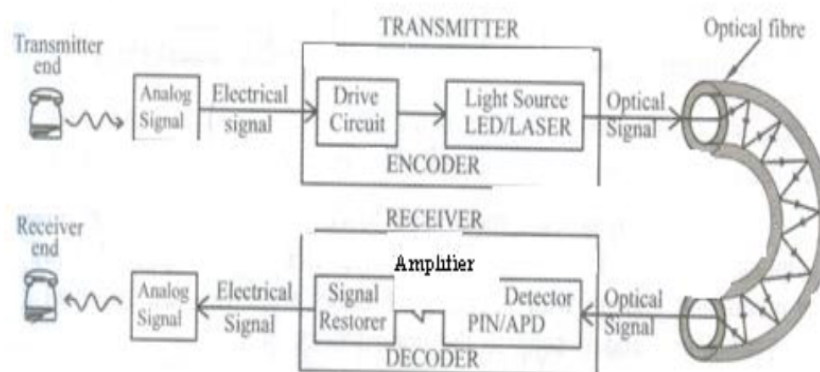 TRANSMITTER
Optical fibre
Transmitter
end
Analog
Signal
Electrical
signal
Drive
Circuit
Light Source
LED/LASER
Optical
Signal
ENCODER
RECEIVER
Receiver
end
Amplifier
Analog
Signal
Electrical
Signal
Signal
Restorer
Detector
PIN/APD
Optical
Signal
DECODER